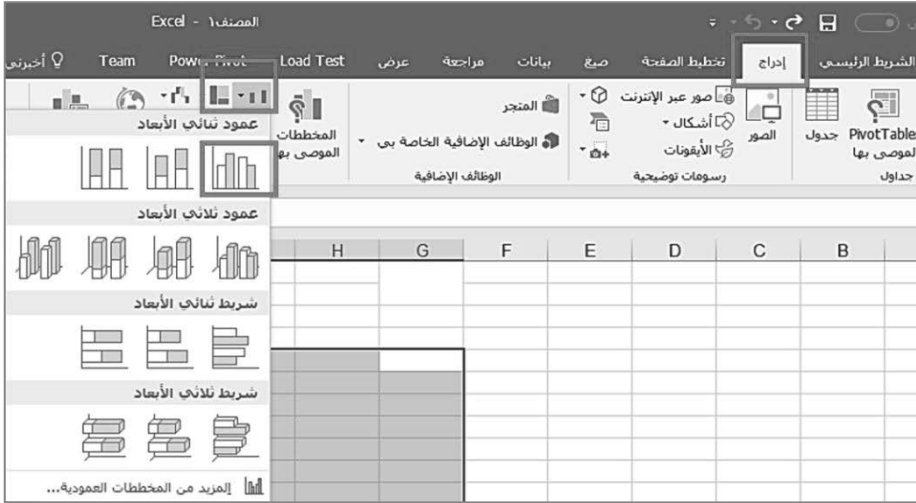 المصنف١ - Excel
الشريط الرئيسي إدراج تخطيط الصفحة صيغ بيانات مراجعة عرض Load Test Power Pivot Team أخبرني
PivotTable
الموصى بها
جدول
جداول
الصور
صور عبر الإنترنت
أشكال
الأيقونات
رسومات توضيحية
المتجر
الوظائف الإضافية الخاصة بي
الوظائف الإضافية
المخططات
الموصى بها
عمود ثنائي الأبعاد
عمود ثلاثي الأبعاد
شريط ثنائي الأبعاد
شريط ثلاثي الأبعاد
المزيد من المخططات العمودية...
B C D E F G H